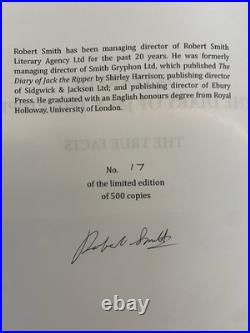 Robert Smith has been managing director of Robert Smith
Literary Agency Ltd for the past 20 years. He was formerly
managing director of Smith Gryphon Ltd, which published The
Diary of Jack the Ripper by Shirley Harrison; publishing director
of Sidgwick & Jackson Ltd; and publishing director of Ebury
Press. He graduated with an English honours degree from Royal
Holloway, University of London.
THE TRUE FACTS
No. 17
of the limited edition
of 500 copies
Robert Smith